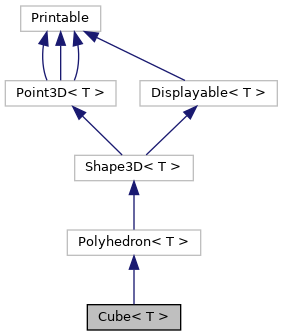 Printable
Point3D< T >
Displayable< T >
Shape3D< T >
Polyhedron< T >
Cube< T >